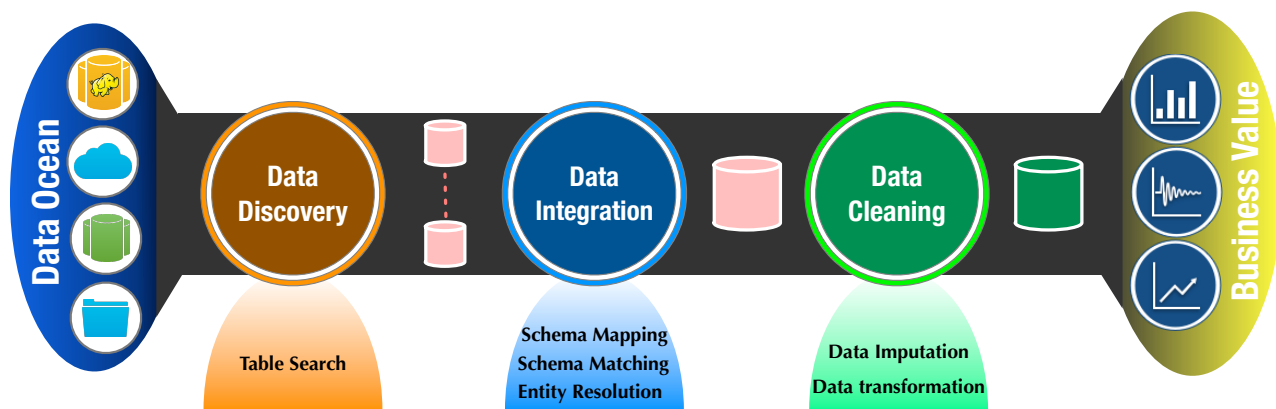 Data Ocean
Data
Discovery
Data
Integration
Data
Cleaning
Business Value
Table Search
Schema Mapping
Schema Matching
Entity Resolution
Data Imputation
Data transformation